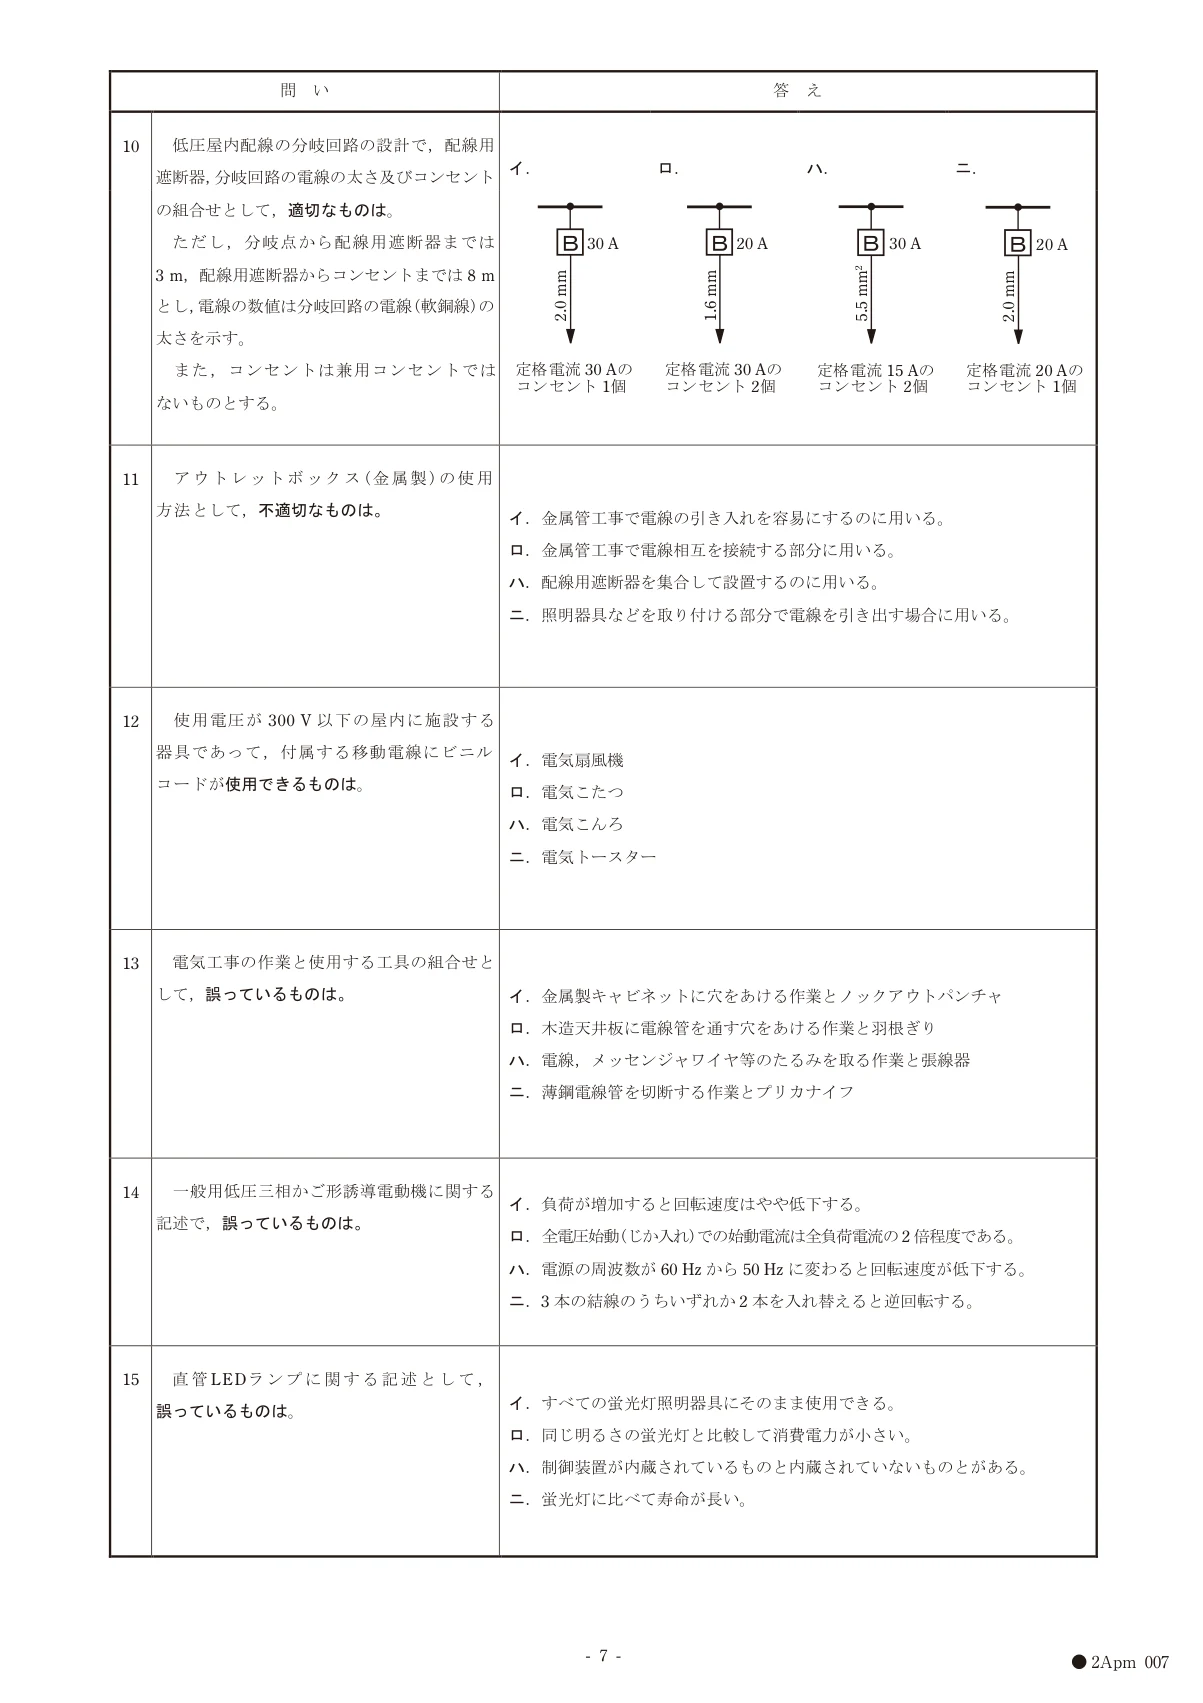 問　い
答　え
10
低圧屋内配線の分岐回路の設計で，配線用
遮断器，分岐回路の電線の太さ及びコンセント
の組合せとして，適切なものは。
ただし，分岐点から配線用遮断器までは
3 m，配線用遮断器からコンセントまでは 8 m
とし，電線の数値は分岐回路の電線（軟銅線）の
太さを示す。
また，コンセントは兼用コンセントでは
ないものとする。
イ．
B 30 A
2.0 mm
定格電流 30 Aの
コンセント 1個
ロ．
B 20 A
1.6 mm
定格電流 30 Aの
コンセント 2個
ハ．
B 30 A
5.5 mm²
定格電流 15 Aの
コンセント 2個
ニ．
B 20 A
2.0 mm
定格電流 20 Aの
コンセント 1個
11
アウトレットボックス（金属製）の使用
方法として，不適切なものは。
イ．金属管工事で電線の引き入れを容易にするのに用いる。
ロ．金属管工事で電線相互を接続する部分に用いる。
ハ．配線用遮断器を集合して設置するのに用いる。
ニ．照明器具などを取り付ける部分で電線を引き出す場合に用いる。
12
使用電圧が 300 V 以下の屋内に施設する
器具であって，付属する移動電線にビニル
コードが使用できるものは。
イ．電気扇風機
ロ．電気こたつ
ハ．電気こんろ
ニ．電気トースター
13
電気工事の作業と使用する工具の組合せと
して，誤っているものは。
イ．金属製キャビネットに穴をあける作業とノックアウトパンチャ
ロ．木造天井板に電線管を通す穴をあける作業と羽根ぎり
ハ．電線，メッセンジャワイヤ等のたるみを取る作業と張線器
ニ．薄鋼電線管を切断する作業とプリカナイフ
14
一般用低圧三相かご形誘導電動機に関する
記述で，誤っているものは。
イ．負荷が増加すると回転速度はやや低下する。
ロ．全電圧始動（じか入れ）での始動電流は全負荷電流の 2 倍程度である。
ハ．電源の周波数が 60 Hz から 50 Hz に変わると回転速度が低下する。
ニ．3 本の結線のうちいずれか 2 本を入れ替えると逆回転する。
15
直管LEDランプに関する記述として，
誤っているものは。
イ．すべての蛍光灯照明器具にそのまま使用できる。
ロ．同じ明るさの蛍光灯と比較して消費電力が小さい。
ハ．制御装置が内蔵されているものと内蔵されていないものとがある。
ニ．蛍光灯に比べて寿命が長い。
- 7 -
●2Apm 007